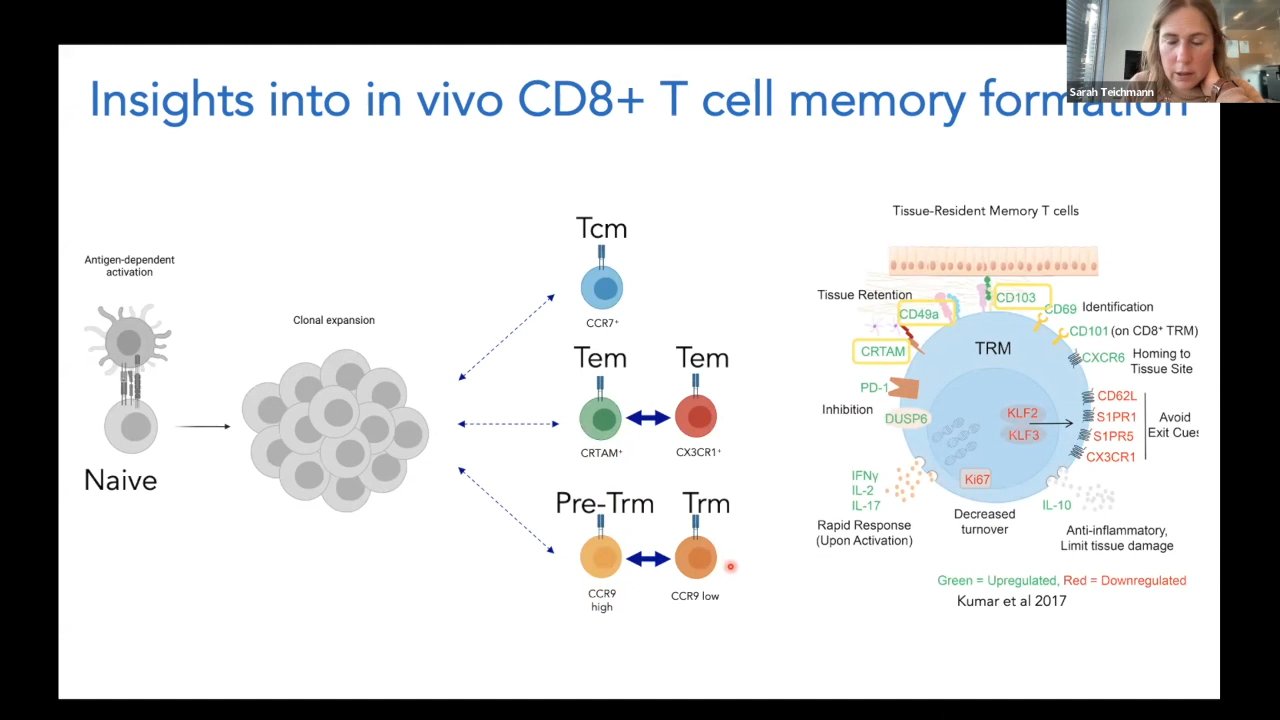 Sarah Teichmann
Insights into in vivo CD8+ T cell memory formation
Antigen-dependent
activation
Naive
Clonal expansion
Tcm
CCR7⁺
Tem
CRTAM⁺
Tem
CX3CR1⁺
Pre-Trm
CCR9
high
Trm
CCR9 low
Tissue-Resident Memory T cells
Tissue Retention
CD49a
CD103
CRTAM
CD69 Identification
CD101 (on CD8⁺ TRM)
CXCR6 Homing to
Tissue Site
TRM
PD-1
Inhibition
DUSP6
KLF2
KLF3
CD62L
S1PR1
S1PR5
CX3CR1
Avoid
Exit Cues
Ki67
IFNγ
IL-2
IL-17
Rapid Response
(Upon Activation)
Decreased
turnover
IL-10
Anti-inflammatory,
Limit tissue damage
Green = Upregulated, Red = Downregulated
Kumar et al 2017